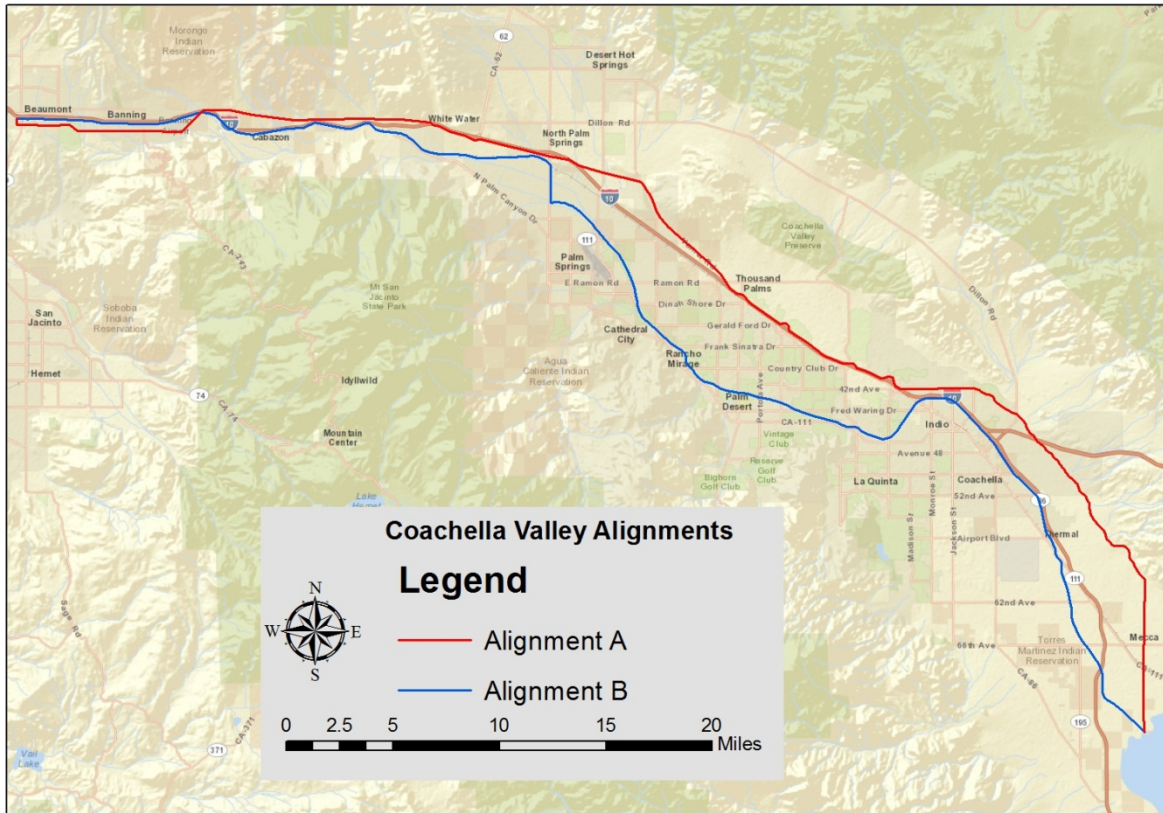 Morongo
Indian
Reservation
62
CA-62
Desert Hot
Springs
Beaumont
Banning
10
Cabazon
White Water
Dillon Rd
North Palm
Springs
N Palm Canyon Dr
10
111
Palm
Springs
E Ramon Rd
Ramon Rd
Thousand
Palms
Coachella
Valley
Preserve
Dillon Rd
Dinah Shore Dr
Gerald Ford Dr
Cathedral
City
Frank Sinatra Dr
Rancho
Mirage
Country Club Dr
42nd Ave
10
Palm
Desert
Portola Ave
Fred Waring Dr
CA-111
Indio
Vintage
Club
Avenue 48
Reserve
Golf Club
Bighorn
Golf Club
La Quinta
Monroe St
Coachella
52nd Ave
Madison St
Jackson St
Airport Blvd
Thermal
111
62nd Ave
66th Ave
Torres
Martinez Indian
Reservation
Mecca
CA-111
CA-86
195
CA-243
Mt San
Jacinto
State Park
San
Jacinto
Soboba
Indian
Reservation
Hemet
Idyllwild
Agua
Caliente Indian
Reservation
74
CA-74
Mountain
Center
Lake
Hemet
Sage Rd
CA-371
371
Vail
Lake
Coachella Valley Alignments
Legend
N
W E
S
Alignment A
Alignment B
0 2.5 5 10 15 20
Miles